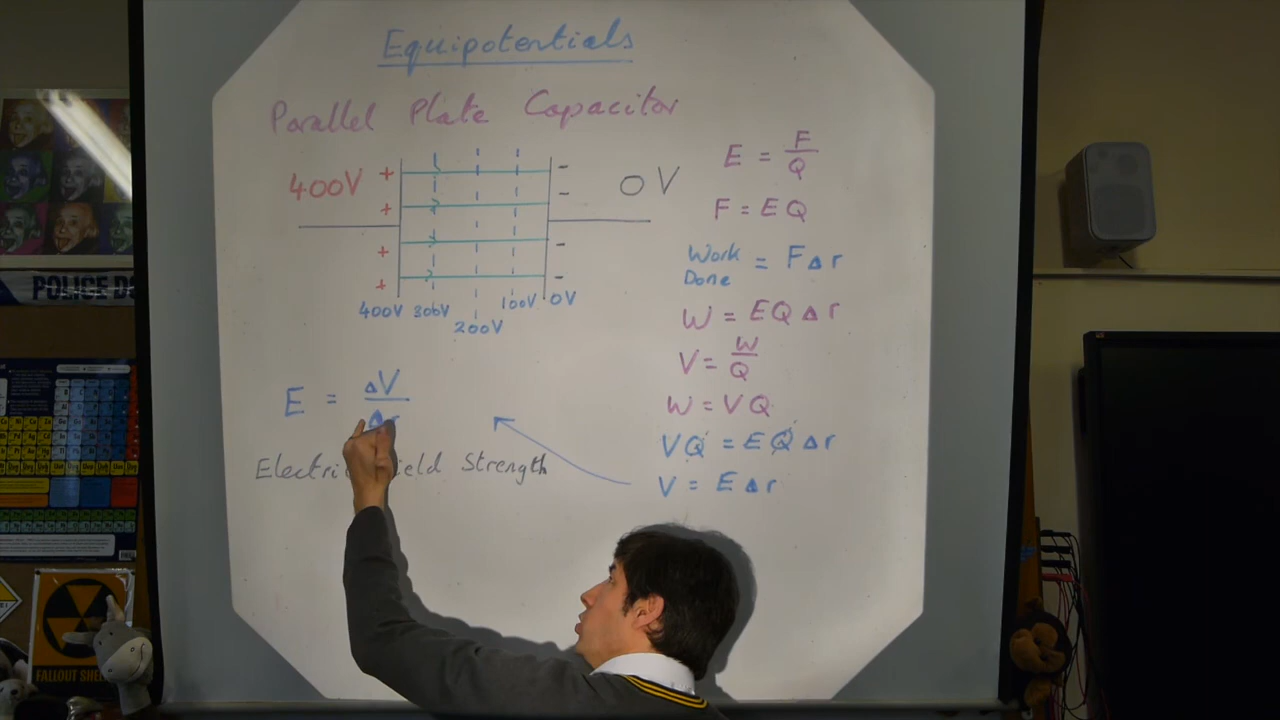 Equipotentials
Parallel Plate Capacitor
400V + + + + - - - - 0V
400V 300V 200V 100V 0V
E = ΔV / Δr
Strength
E = F / Q
F = EQ
Work Done = FΔr
W = EQΔr
V = W / Q
W = VQ
VQ = EQΔr
V = EΔr
POLICE
FALLOUT